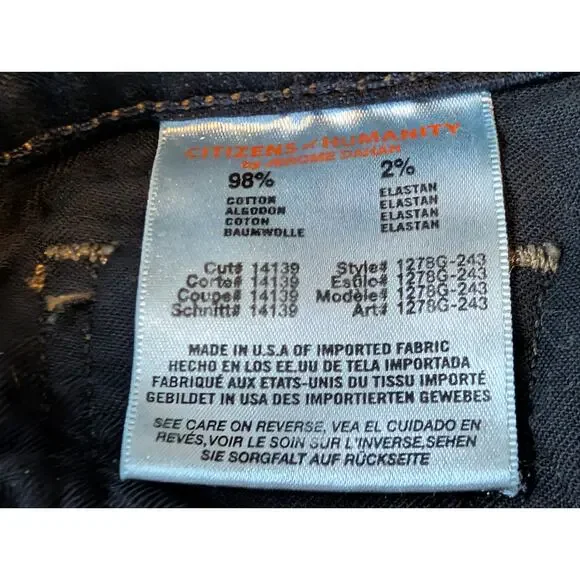 CITIZENS of HUMANITY
by JEROME DAHAN
98% 2%
COTTON ELASTAN
ALGODON ELASTAN
COTON ELASTAN
BAUMWOLLE ELASTAN
Cut# 14139 Style# 1278G-243
Corte# 14139 Estilo# 1278G-243
Coupe# 14139 Modèle# 1278G-243
Schnitt# 14139 Art# 1278G-243
MADE IN U.S.A OF IMPORTED FABRIC
HECHO EN LOS EE.UU DE TELA IMPORTADA
FABRIQUÉ AUX ETATS-UNIS DU TISSU IMPORTÉ
GEBILDET IN USA DES IMPORTIERTEN GEWEBES
SEE CARE ON REVERSE, VEA EL CUIDADO EN
REVÉS,VOIR LE SOIN SUR L'INVERSE,SEHEN
SIE SORGFALT AUF RÜCKSEITE